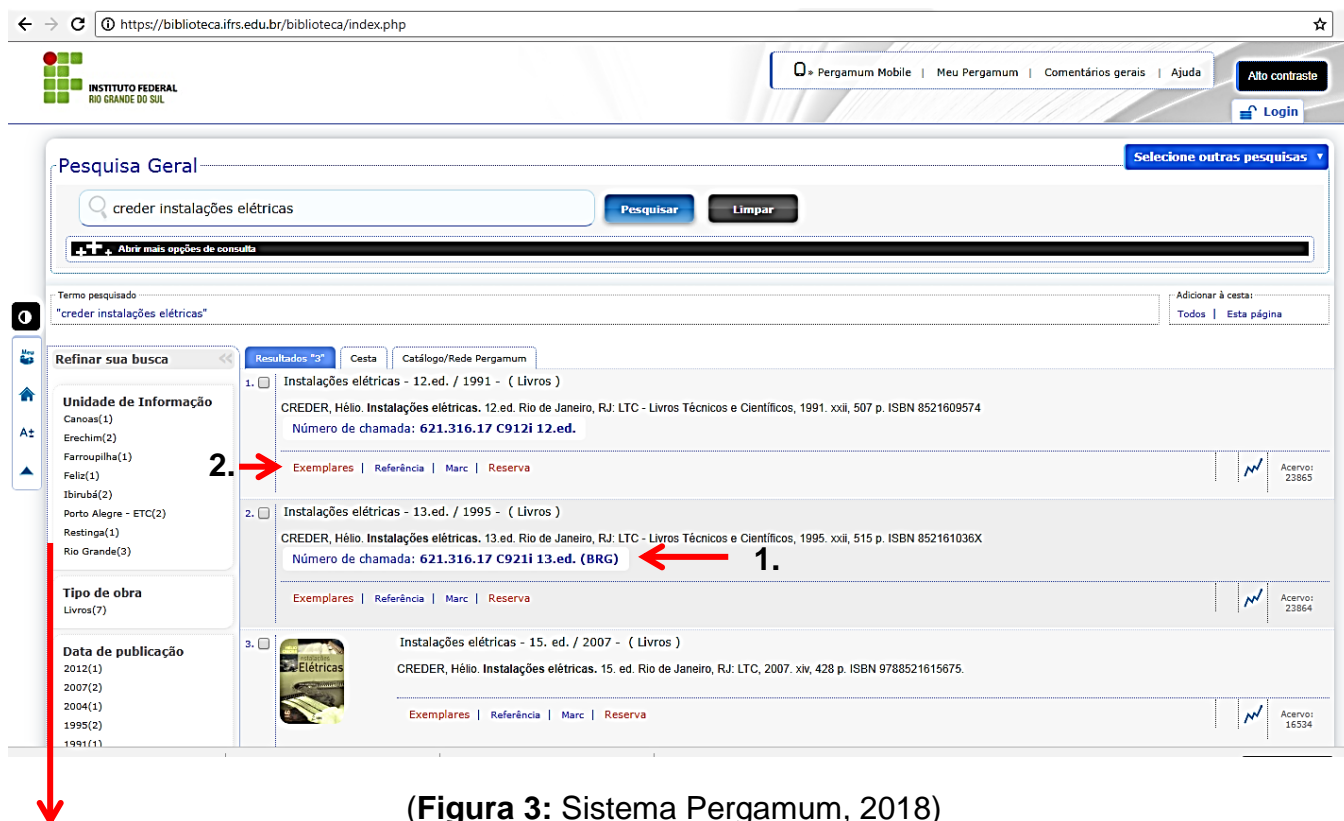 https://biblioteca.ifrs.edu.br/biblioteca/index.php
INSTITUTO FEDERAL
RIO GRANDE DO SUL
» Pergamum Mobile | Meu Pergamum | Comentários gerais | Ajuda
Alto contraste
Login
Pesquisa Geral
Selecione outras pesquisas
creder instalações elétricas
Pesquisar
Limpar
Abrir mais opções de consulta
Termo pesquisado
"creder instalações elétricas"
Adicionar à cesta:
Todos | Esta página
Meu
A±
Refinar sua busca
Unidade de Informação
Canoas(1)
Erechim(2)
Farroupilha(1)
Feliz(1)
Ibirubá(2)
Porto Alegre - ETC(2)
Restinga(1)
Rio Grande(3)
Tipo de obra
Livros(7)
Data de publicação
2012(1)
2007(2)
2004(1)
1995(2)
1991(1)
Resultados "3"
Cesta
Catálogo/Rede Pergamum
1. Instalações elétricas - 12.ed. / 1991 - ( Livros )
CREDER, Hélio. Instalações elétricas. 12.ed. Rio de Janeiro, RJ: LTC - Livros Técnicos e Científicos, 1991. xxii, 507 p. ISBN 8521609574
Número de chamada: 621.316.17 C912i 12.ed.
2.
Exemplares | Referência | Marc | Reserva
Acervo:
23865
2. Instalações elétricas - 13.ed. / 1995 - ( Livros )
CREDER, Hélio. Instalações elétricas. 13.ed. Rio de Janeiro, RJ: LTC - Livros Técnicos e Científicos, 1995. xxii, 515 p. ISBN 852161036X
Número de chamada: 621.316.17 C921i 13.ed. (BRG)
1.
Exemplares | Referência | Marc | Reserva
Acervo:
23864
3. Instalações elétricas - 15. ed. / 2007 - ( Livros )
Elétricas
CREDER, Hélio. Instalações elétricas. 15. ed. Rio de Janeiro, RJ: LTC, 2007. xiv, 428 p. ISBN 9788521615675.
Exemplares | Referência | Marc | Reserva
Acervo:
16534
(Figura 3: Sistema Pergamum, 2018)